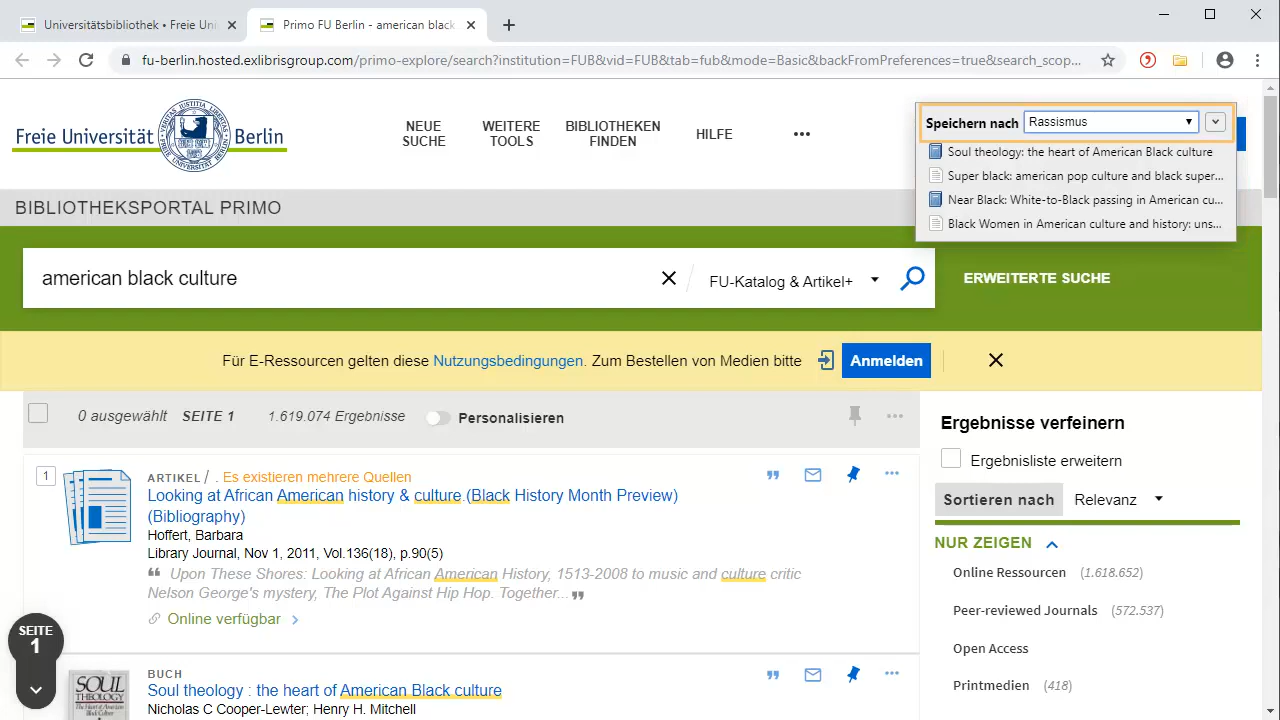 Universitätsbibliothek • Freie Uni
Primo FU Berlin - american black
fu-berlin.hosted.exlibrisgroup.com/primo-explore/search?institution=FUB&vid=FUB&tab=fub&mode=Basic&backFromPreferences=true&search_scop...
Freie Universität Berlin
NEUE SUCHE
WEITERE TOOLS
BIBLIOTHEKEN FINDEN
HILFE
Speichern nach Rassismus
Soul theology: the heart of American Black culture
Super black: american pop culture and black super...
Near Black: White-to-Black passing in American cu...
Black Women in American culture and history: uns...
BIBLIOTHEKSPORTAL PRIMO
american black culture
FU-Katalog & Artikel+
ERWEITERTE SUCHE
Für E-Ressourcen gelten diese Nutzungsbedingungen. Zum Bestellen von Medien bitte Anmelden
0 ausgewählt SEITE 1 1.619.074 Ergebnisse Personalisieren
1
ARTIKEL / . Es existieren mehrere Quellen
Looking at African American history & culture.(Black History Month Preview)
(Bibliography)
Hoffert, Barbara
Library Journal, Nov 1, 2011, Vol.136(18), p.90(5)
Upon These Shores: Looking at African American History, 1513-2008 to music and culture critic
Nelson George's mystery, The Plot Against Hip Hop. Together...
Online verfügbar
SEITE
1
BUCH
SOUL
THEOLOGY
Soul theology : the heart of American Black culture
Nicholas C Cooper-Lewter; Henry H. Mitchell
Ergebnisse verfeinern
Ergebnisliste erweitern
Sortieren nach Relevanz
NUR ZEIGEN
Online Ressourcen (1.618.652)
Peer-reviewed Journals (572.537)
Open Access
Printmedien (418)